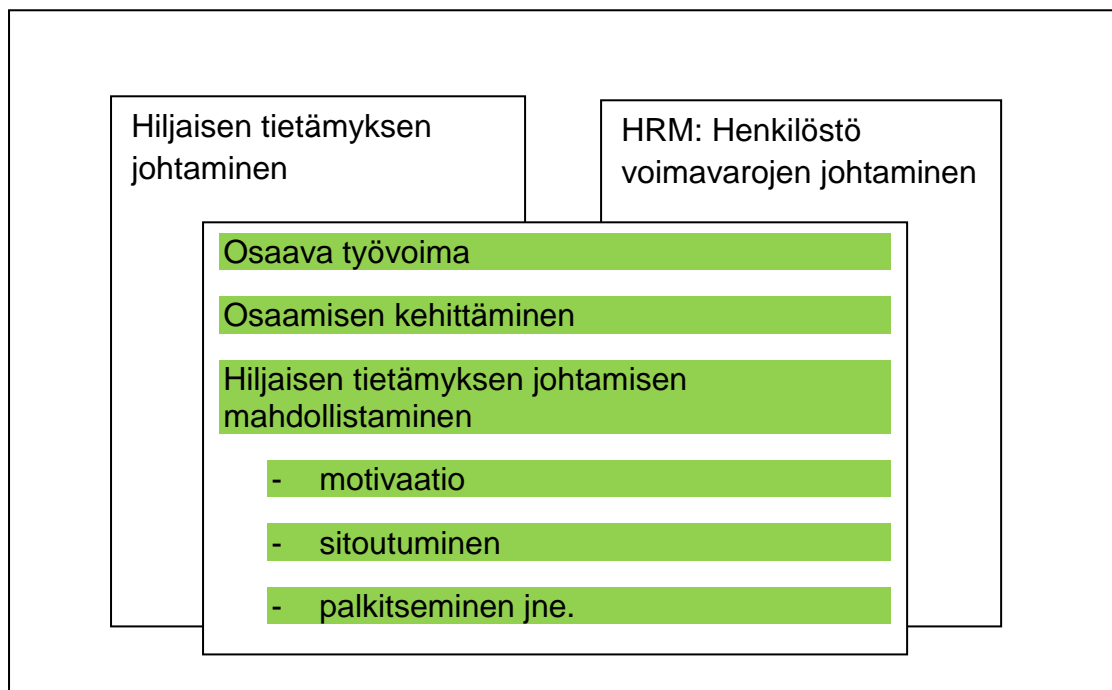 Hiljaisen tietämyksen
johtaminen
HRM: Henkilöstö
voimavarojen johtaminen
Osaava työvoima
Osaamisen kehittäminen
Hiljaisen tietämyksen johtamisen
mahdollistaminen
- motivaatio
- sitoutuminen
- palkitseminen jne.